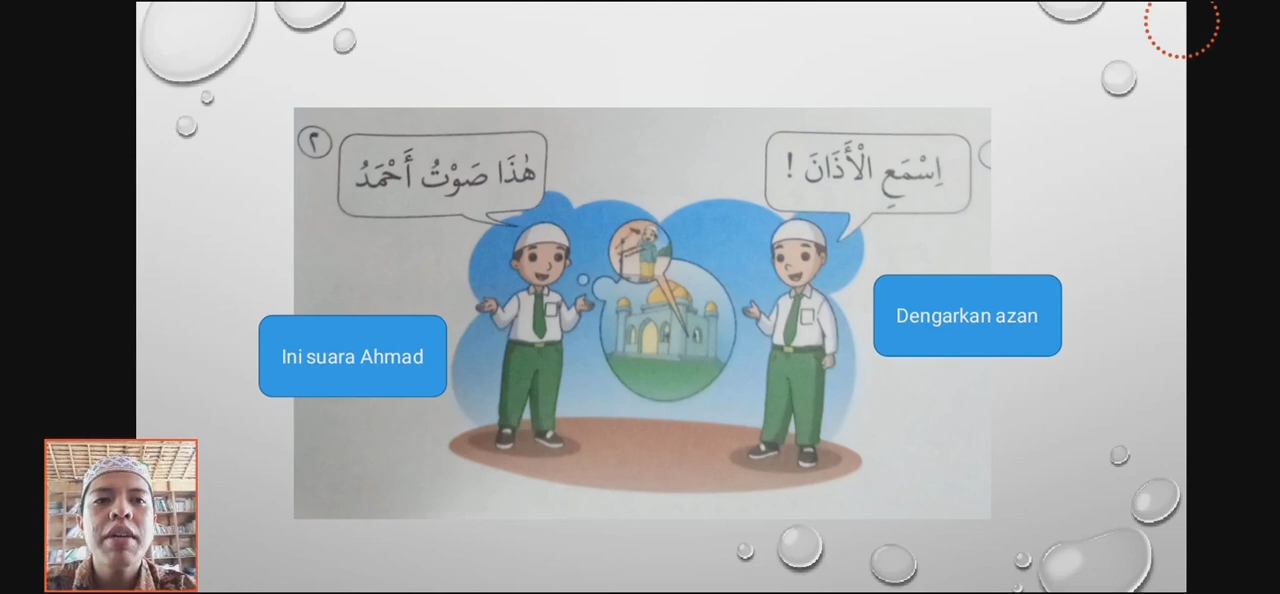 اِسْمَعِ الْأَذَانَ !
٢
هٰذَا صَوْتُ أَحْمَدُ
Dengarkan azan
Ini suara Ahmad